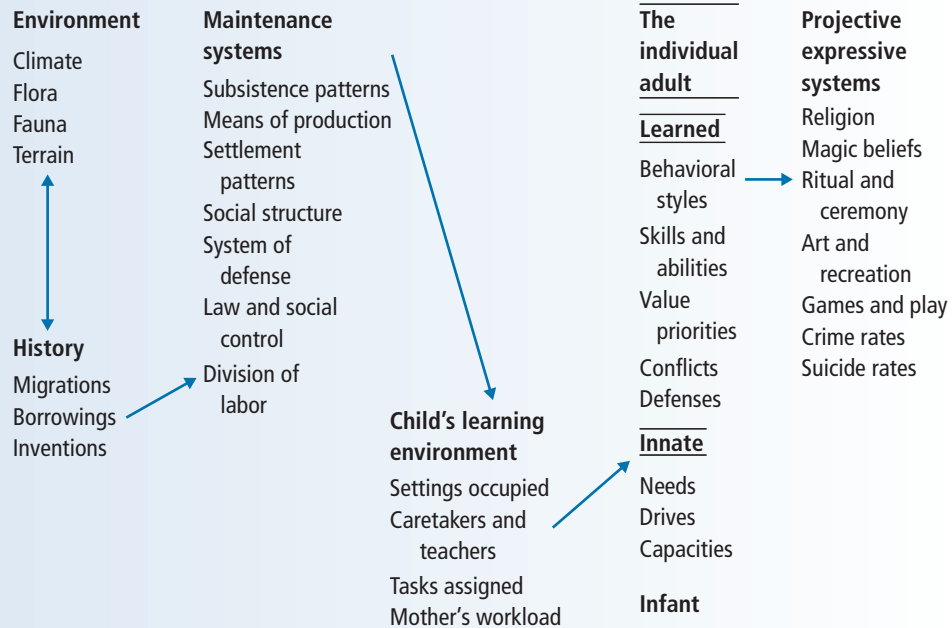 Environment
Climate
Flora
Fauna
Terrain
History
Migrations
Borrowings
Inventions
Maintenance
systems
Subsistence patterns
Means of production
Settlement
patterns
Social structure
System of
defense
Law and social
control
Division of
labor
Child's learning
environment
Settings occupied
Caretakers and
teachers
Tasks assigned
Mother's workload
The
individual
adult
Learned
Behavioral
styles
Skills and
abilities
Value
priorities
Conflicts
Defenses
Innate
Needs
Drives
Capacities
Infant
Projective
expressive
systems
Religion
Magic beliefs
Ritual and
ceremony
Art and
recreation
Games and play
Crime rates
Suicide rates